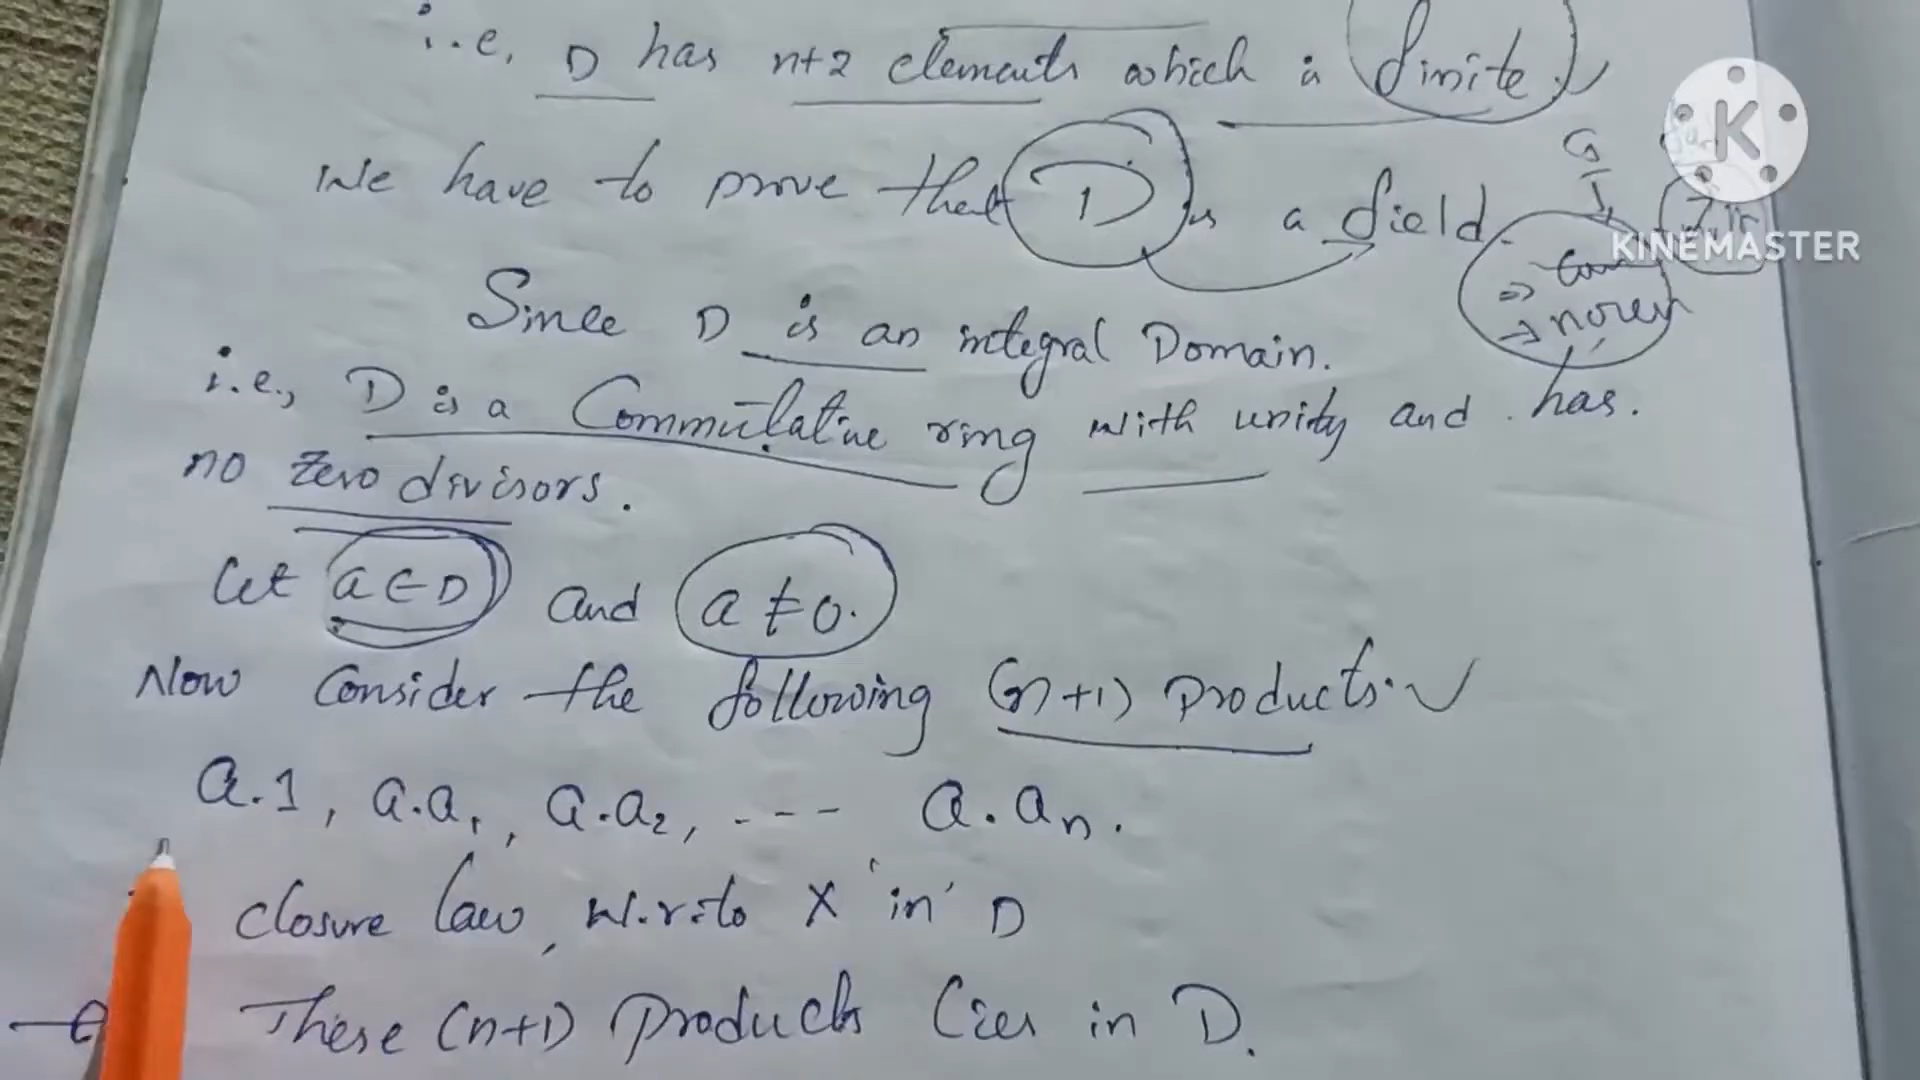 i.e, D has n+2 elements which is finite.
We have to prove that D is a field.
G
KINEMASTER
Since D is an integral Domain.
i.e., D is a Commutative ring with unity and has.
no zero divisors.
Let a∈D and a≠0.
Now Consider the following (n+1) products.
a.1, a.a₁, a.a₂, --- a.aₙ.
closure law, w.r.to X 'in' D
These (n+1) products lies in D.